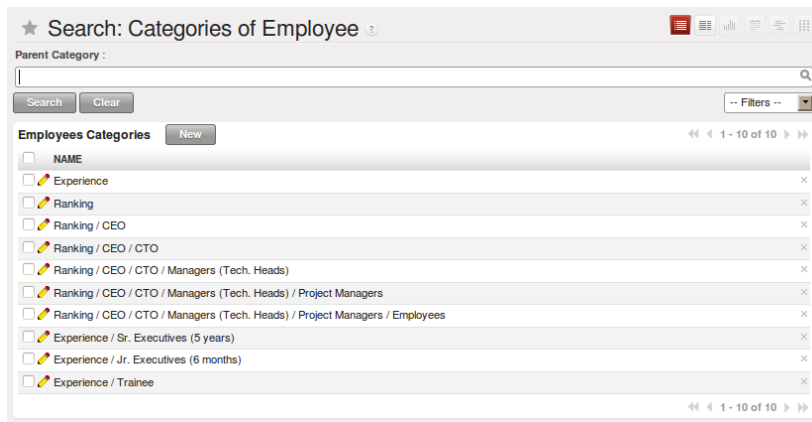 Search: Categories of Employee ?
Parent Category :
Search Clear -- Filters --
Employees Categories New 1 - 10 of 10
NAME
Experience
Ranking
Ranking / CEO
Ranking / CEO / CTO
Ranking / CEO / CTO / Managers (Tech. Heads)
Ranking / CEO / CTO / Managers (Tech. Heads) / Project Managers
Ranking / CEO / CTO / Managers (Tech. Heads) / Project Managers / Employees
Experience / Sr. Executives (5 years)
Experience / Jr. Executives (6 months)
Experience / Trainee
1 - 10 of 10